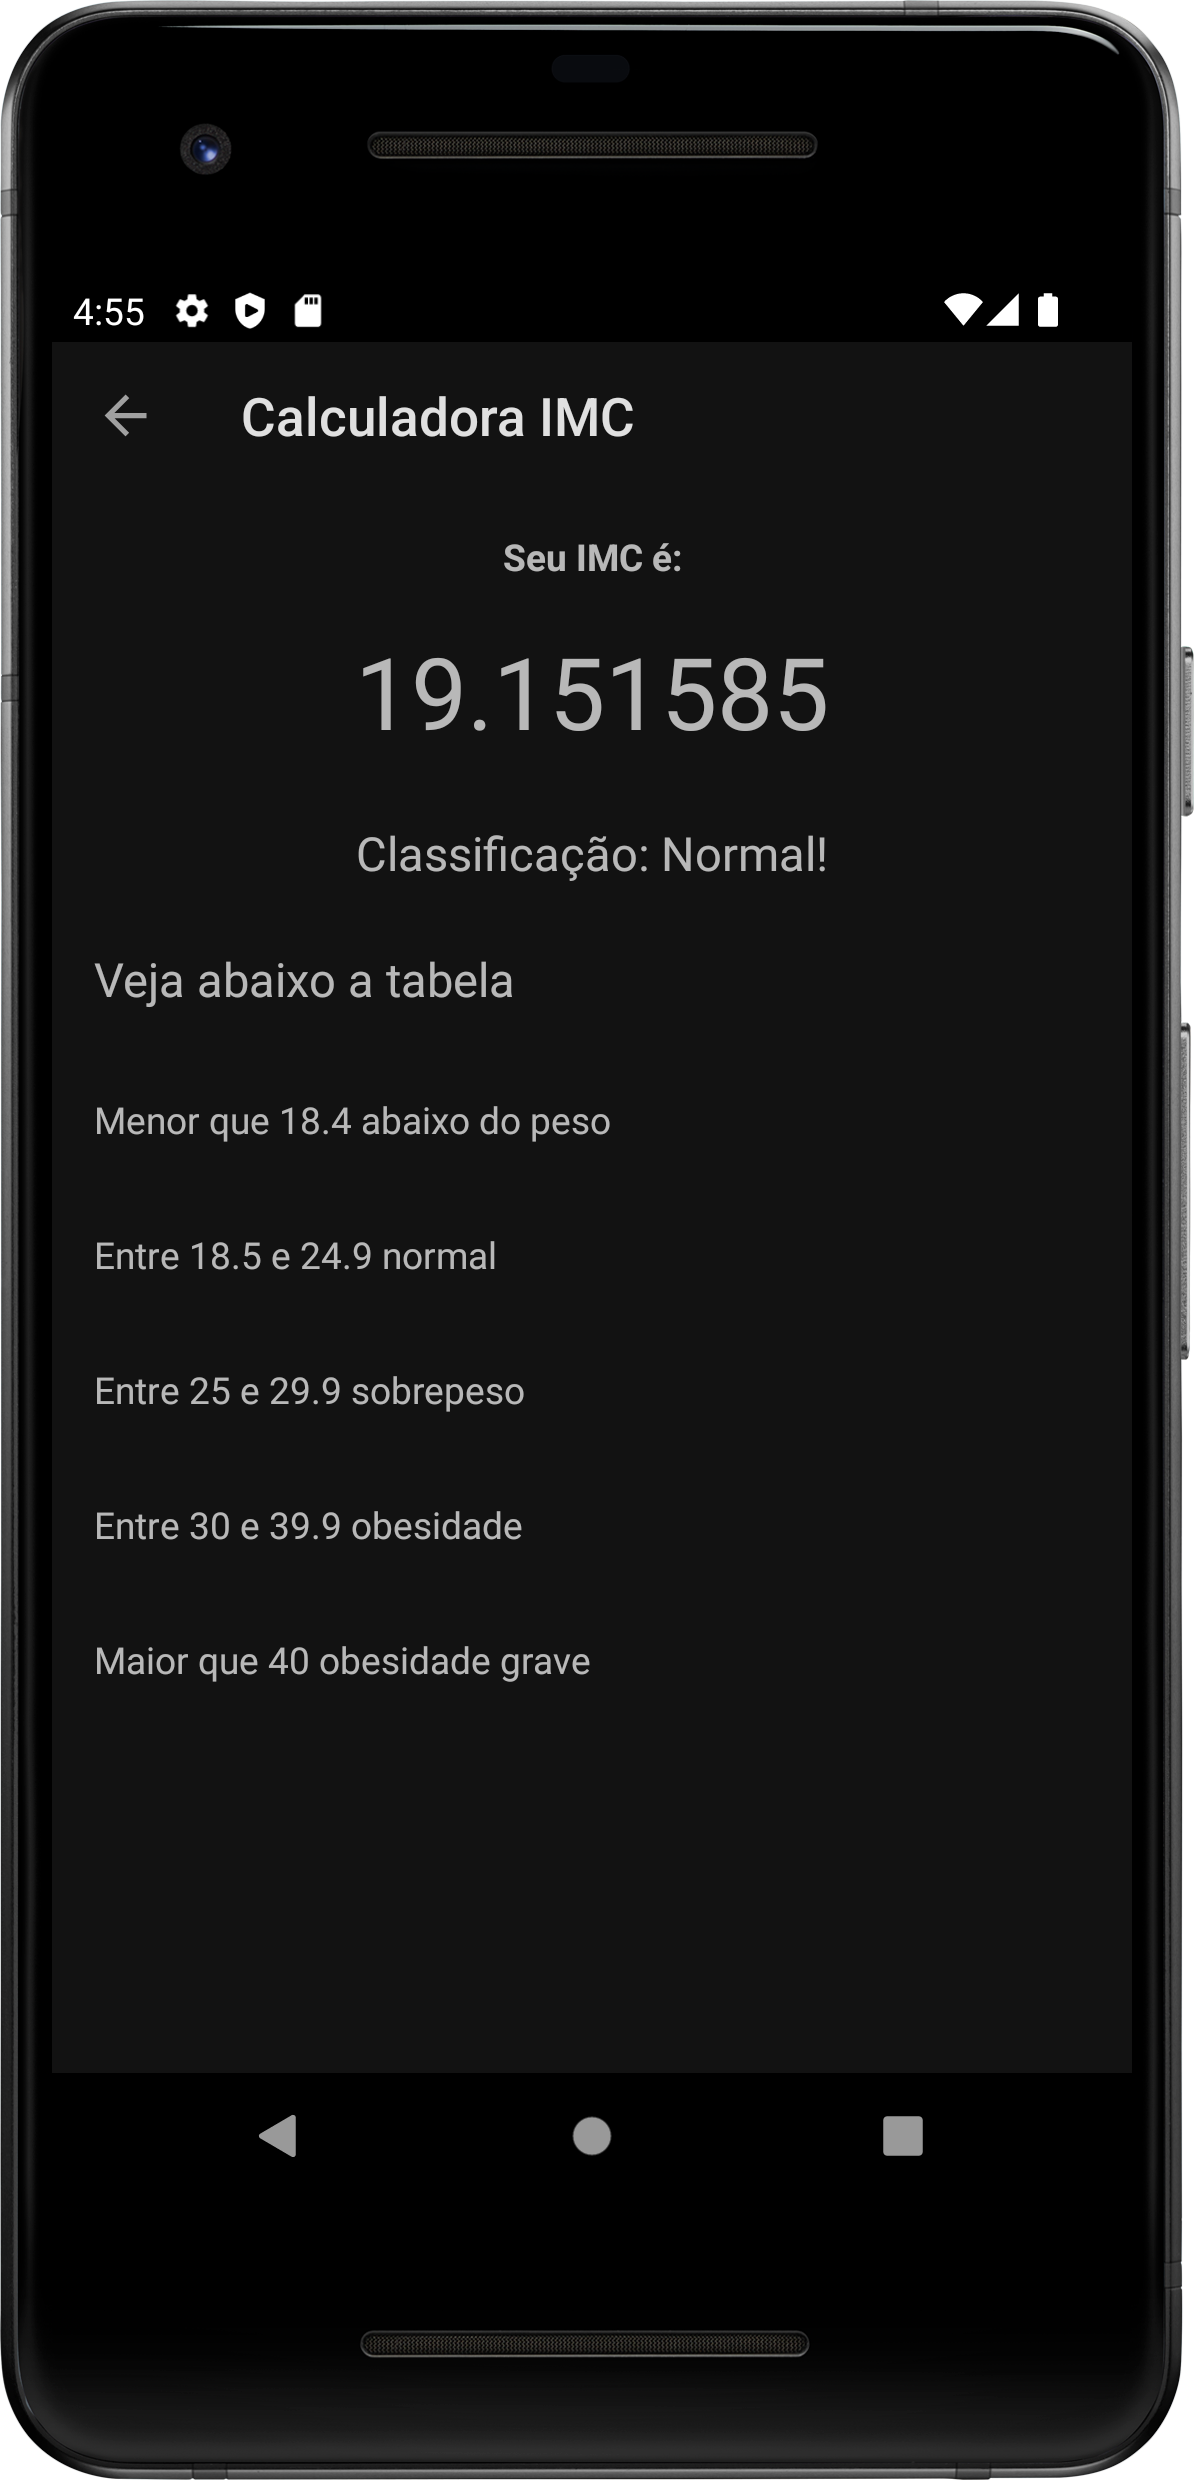 4:55
Calculadora IMC
Seu IMC é:
19.151585
Classificação: Normal!
Veja abaixo a tabela
Menor que 18.4 abaixo do peso
Entre 18.5 e 24.9 normal
Entre 25 e 29.9 sobrepeso
Entre 30 e 39.9 obesidade
Maior que 40 obesidade grave